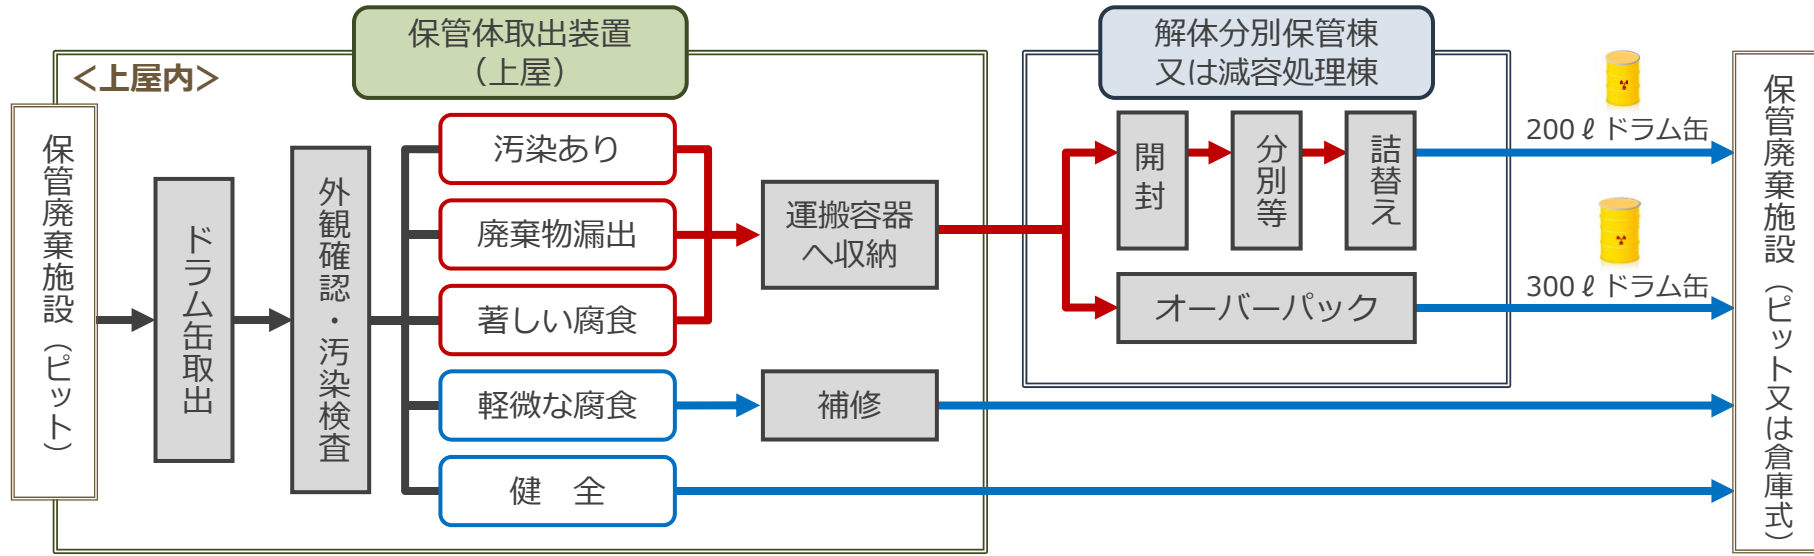 保管体取出装置
（上屋）
解体分別保管棟
又は減容処理棟
＜上屋内＞
保管廃棄施設（ピット）
ドラム缶取出
外観確認・汚染検査
汚染あり
廃棄物漏出
著しい腐食
軽微な腐食
健　全
運搬容器
へ収納
補修
開封
分別等
詰替え
オーバーパック
200ℓドラム缶
300ℓドラム缶
保管廃棄施設（ピット又は倉庫式）